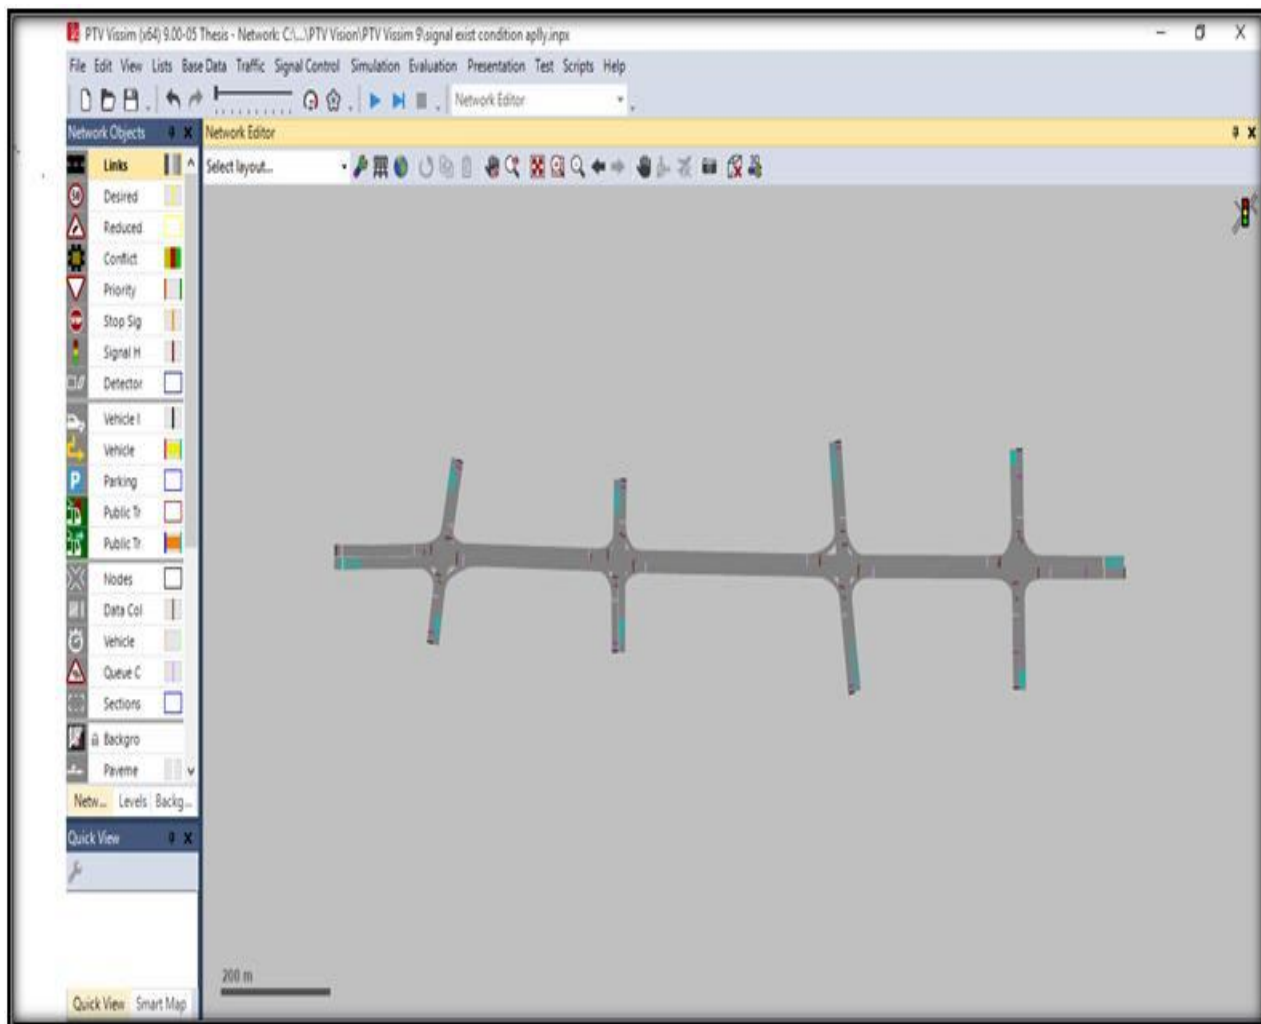 PTV Vissim (x64) 9.00-05 Thesis - Network: C:\...\PTV Vision\PTV Vissim 9\signal exist condition aplly.inpx
File Edit View Lists Base Data Traffic Signal Control Simulation Evaluation Presentation Test Scripts Help
Network Editor
Network Objects
Network Editor
Select layout...
Links
Desired
Reduced
Conflict
Priority
Stop Sig
Signal H
Detector
Vehicle I
Vehicle
Parking
Public Tr
Public Tr
Nodes
Data Col
Vehicle
Queue C
Sections
Backgro
Paveme
Netw... Levels Backg...
Quick View
200 m
Quick View Smart Map